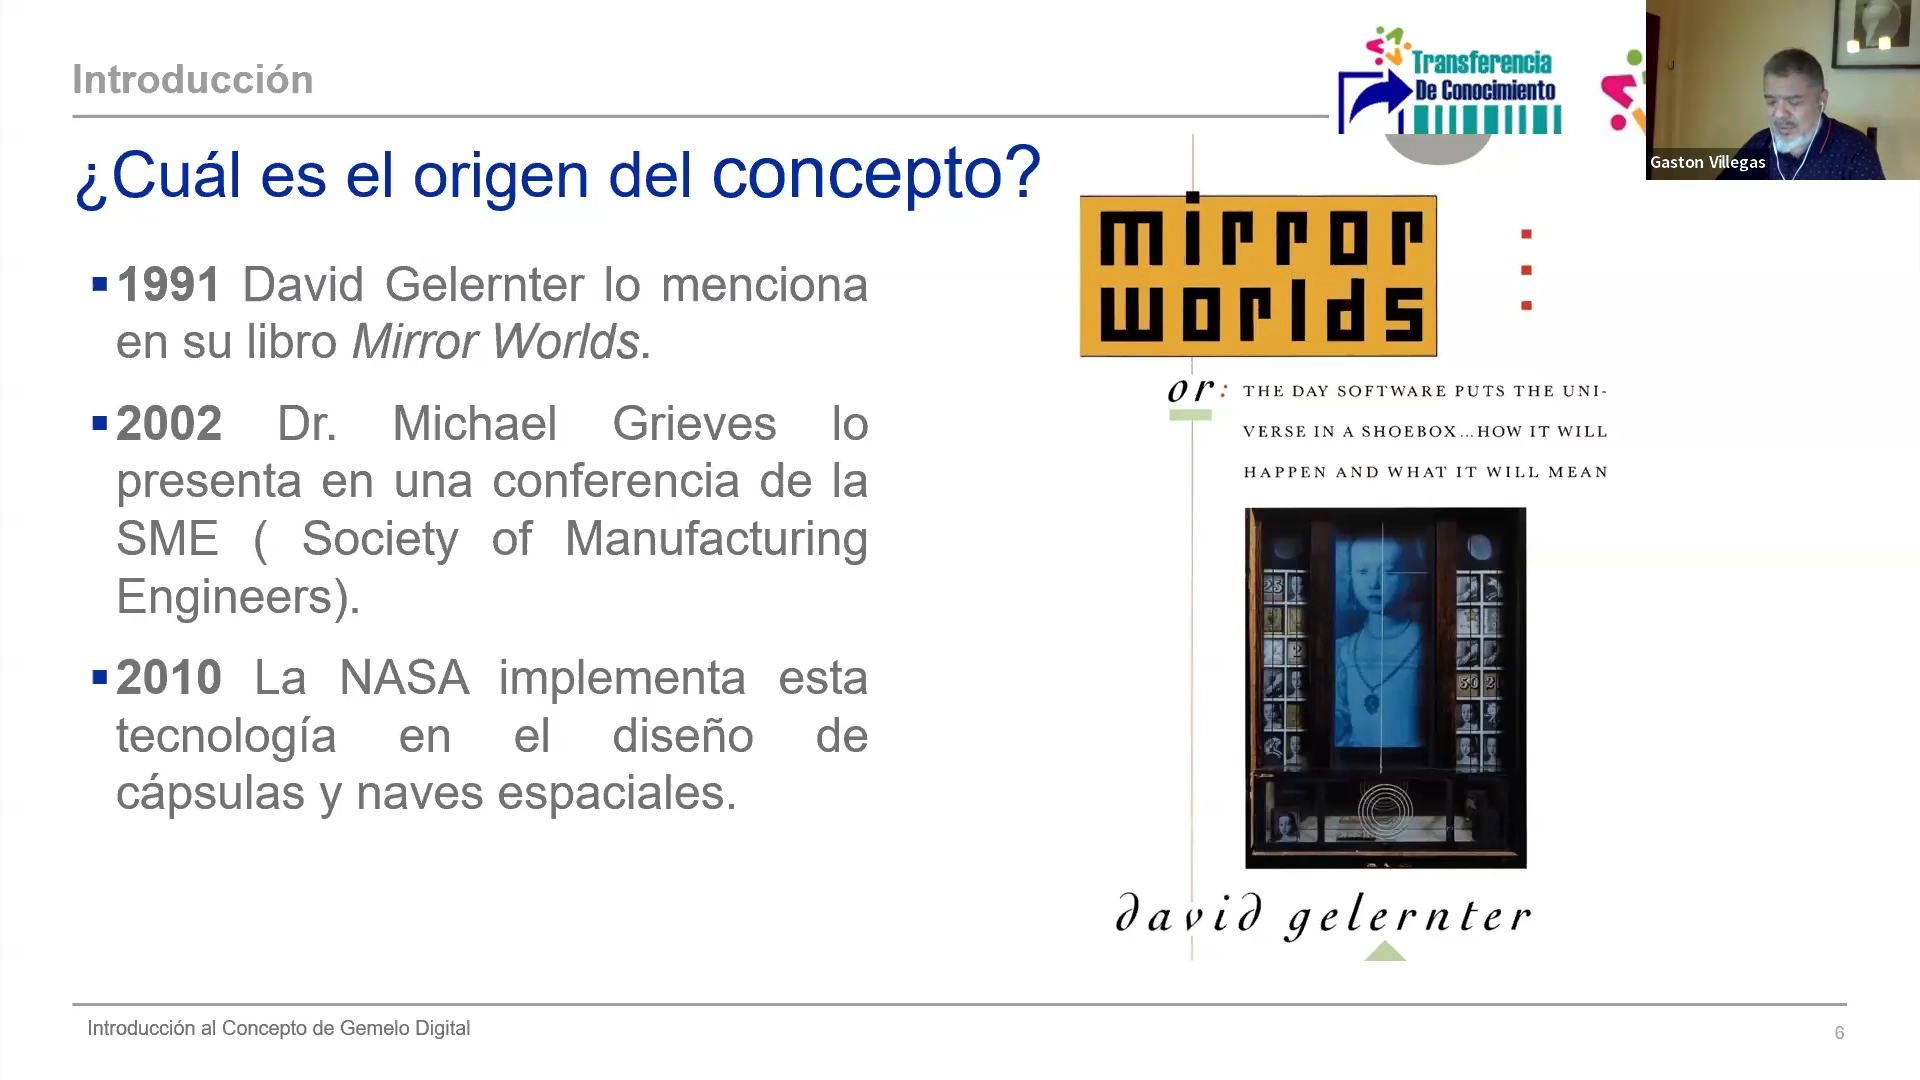 Introducción
Transferencia
De Conocimiento
Gaston Villegas
¿Cuál es el origen del concepto?
▪1991 David Gelernter lo menciona
en su libro Mirror Worlds.
▪2002 Dr. Michael Grieves lo
presenta en una conferencia de la
SME ( Society of Manufacturing
Engineers).
▪2010 La NASA implementa esta
tecnología en el diseño de
cápsulas y naves espaciales.
mirror
worlds
or: THE DAY SOFTWARE PUTS THE UNI-
VERSE IN A SHOEBOX...HOW IT WILL
HAPPEN AND WHAT IT WILL MEAN
23
2
502
david gelernter
Introducción al Concepto de Gemelo Digital
6